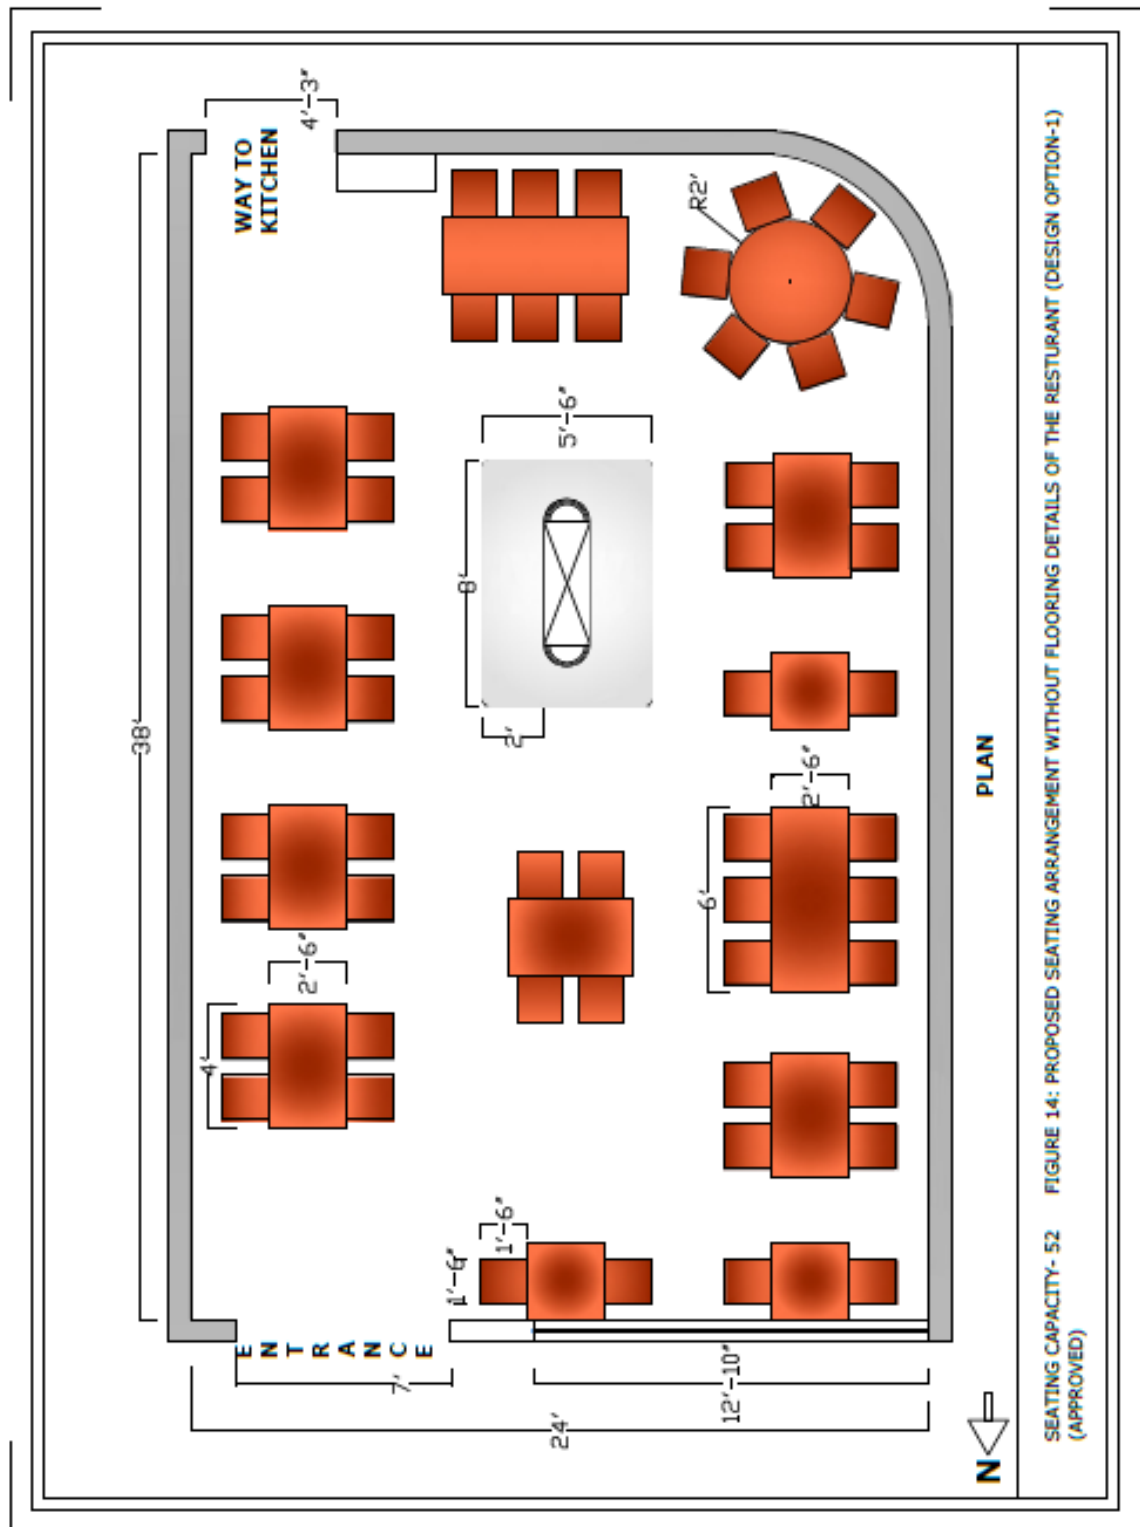 WAY TO
KITCHEN
4'-3"
38'
R2'
5'-6"
8'
2'
2'-6"
6'
2'-6"
4'
1'-6"
1'-6"
ENTRANCE
7'
12'-10"
24'
N
PLAN
SEATING CAPACITY- 52 FIGURE 14: PROPOSED SEATING ARRANGEMENT WITHOUT FLOORING DETAILS OF THE RESTURANT (DESIGN OPTION-1)
(APPROVED)